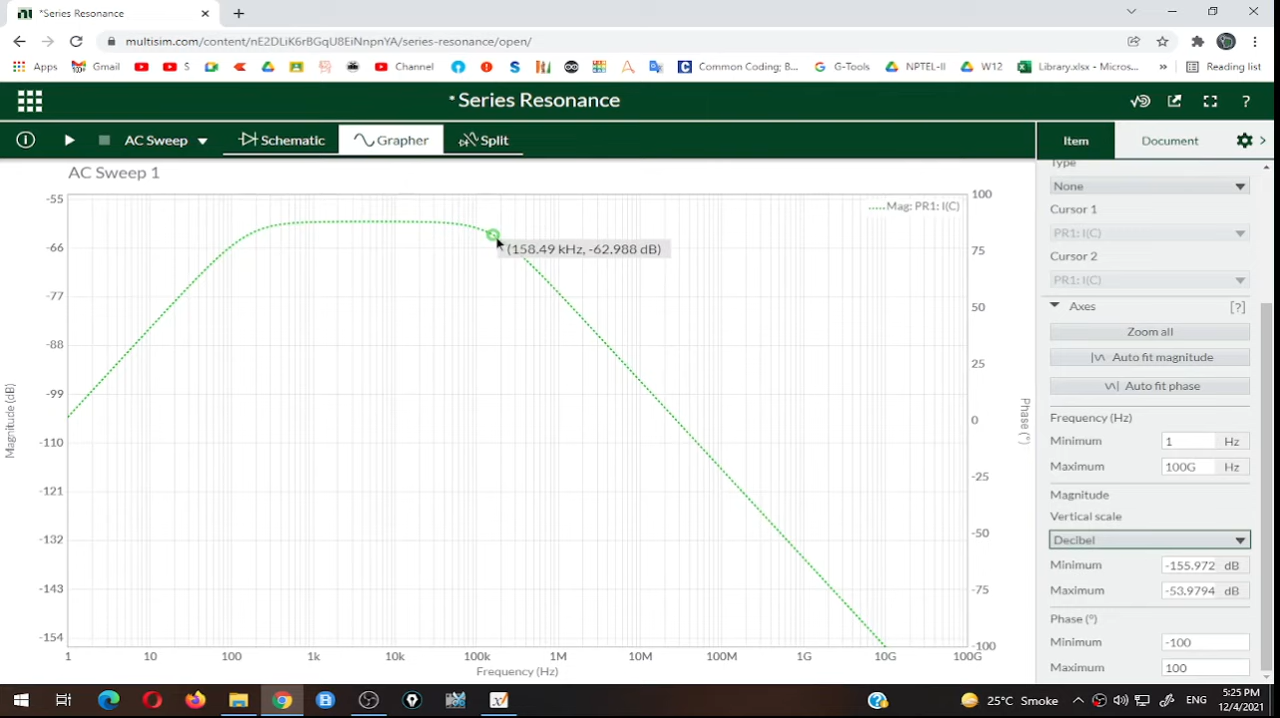 *Series Resonance
multisim.com/content/nE2DLiK6rBGqU8EiNnpnYA/series-resonance/open/
Apps Gmail S Channel Common Coding; B... G-Tools NPTEL-II W12 Library.xlsx - Micros... » Reading list
*Series Resonance
AC Sweep Schematic Grapher Split Item Document
AC Sweep 1
Type
None
Cursor 1
PR1: I(C)
Cursor 2
PR1: I(C)
Axes [?]
Zoom all
Auto fit magnitude
Auto fit phase
Frequency (Hz)
Minimum 1 Hz
Maximum 100G Hz
Magnitude
Vertical scale
Decibel
Minimum -155.972 dB
Maximum -53.9794 dB
Phase (°)
Minimum -100
Maximum 100
Mag: PR1: I(C)
(158.49 kHz, -62.988 dB)
Magnitude (dB)
-55
-66
-77
-88
-99
-110
-121
-132
-143
-154
100
75
50
25
0
-25
-50
-75
-100
Phase (°)
1 10 100 1k 10k 100k 1M 10M 100M 1G 10G 100G
Frequency (Hz)
25°C Smoke ENG 5:25 PM
12/4/2021